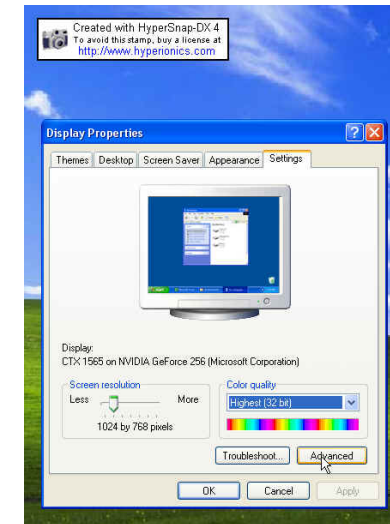 Created with HyperSnap-DX 4
To avoid this stamp, buy a license at
http://www.hyperionics.com
Display Properties
Themes Desktop Screen Saver Appearance Settings
Display:
CTX 1565 on NVIDIA GeForce 256 (Microsoft Corporation)
Screen resolution
Less More
1024 by 768 pixels
Color quality
Highest (32 bit)
Troubleshoot... Advanced
OK Cancel Apply